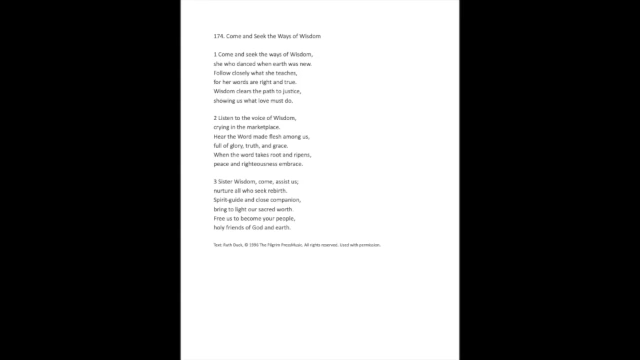 174. Come and Seek the Ways of Wisdom
1 Come and seek the ways of Wisdom,
she who danced when earth was new.
Follow closely what she teaches,
for her words are right and true.
Wisdom clears the path to justice,
showing us what love must do.
2 Listen to the voice of Wisdom,
crying in the marketplace.
Hear the Word made flesh among us,
full of glory, truth, and grace.
When the word takes root and ripens,
peace and righteousness embrace.
3 Sister Wisdom, come, assist us;
nurture all who seek rebirth.
Spirit-guide and close companion,
bring to light our sacred worth
Free us to become your people,
holy friends of God and earth.
Text: Ruth Duck, © 1996 The Pilgrim Press. All rights reserved. Used with permission.